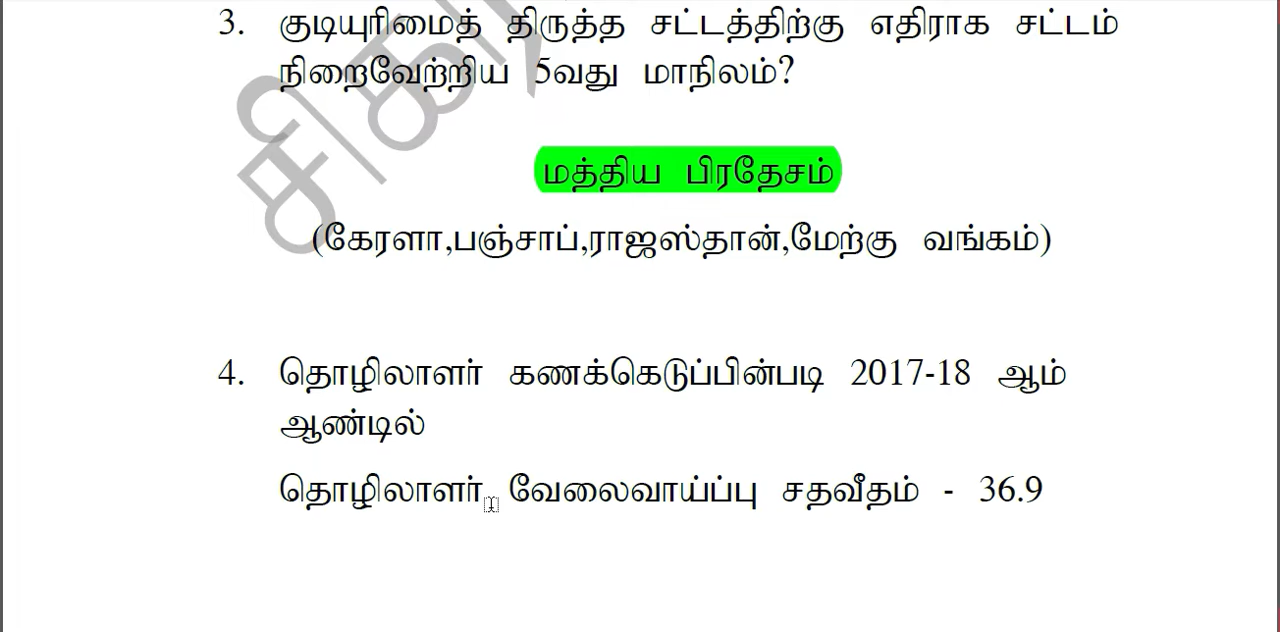 3. குடியுரிமைத் திருத்த சட்டத்திற்கு எதிராக சட்டம்
நிறைவேற்றிய 5வது மாநிலம்?
மத்திய பிரதேசம்
(கேரளா,பஞ்சாப்,ராஜஸ்தான்,மேற்கு வங்கம்)
4. தொழிலாளர் கணக்கெடுப்பின்படி 2017-18 ஆம்
ஆண்டில்
தொழிலாளர் வேலைவாய்ப்பு சதவீதம் - 36.9